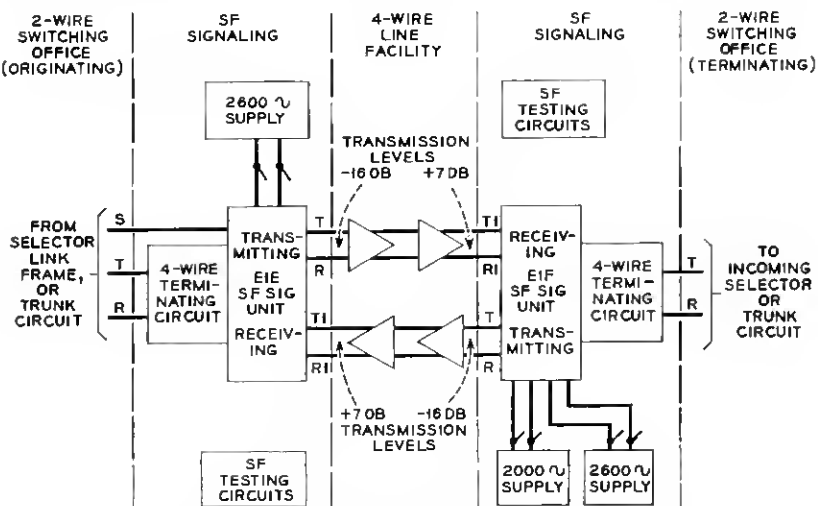 2-WIRE
SWITCHING
OFFICE
(ORIGINATING)
SF
SIGNALING
4-WIRE
LINE
FACILITY
SF
SIGNALING
2-WIRE
SWITCHING
OFFICE
(TERMINATING)
2600 ~
SUPPLY
SF
TESTING
CIRCUITS
TRANSMISSION
LEVELS
-16 DB
+7 DB
FROM
SELECTOR
LINK
FRAME,
OR
TRUNK
CIRCUIT
S
T
R
4-WIRE
TERMI-
NATING
CIRCUIT
TRANS-
MITTING
E1E
SF SIG
UNIT
RECEIV-
ING
T
R
T1
R1
T1
R1
T
R
RECEIV-
ING
E1F
SF SIG
UNIT
TRANS-
MITTING
4-WIRE
TERMI-
NATING
CIRCUIT
T
R
TO
INCOMING
SELECTOR
OR
TRUNK
CIRCUIT
+7 DB
-16 DB
TRANSMISSION
LEVELS
SF
TESTING
CIRCUITS
2000 ~
SUPPLY
2600 ~
SUPPLY